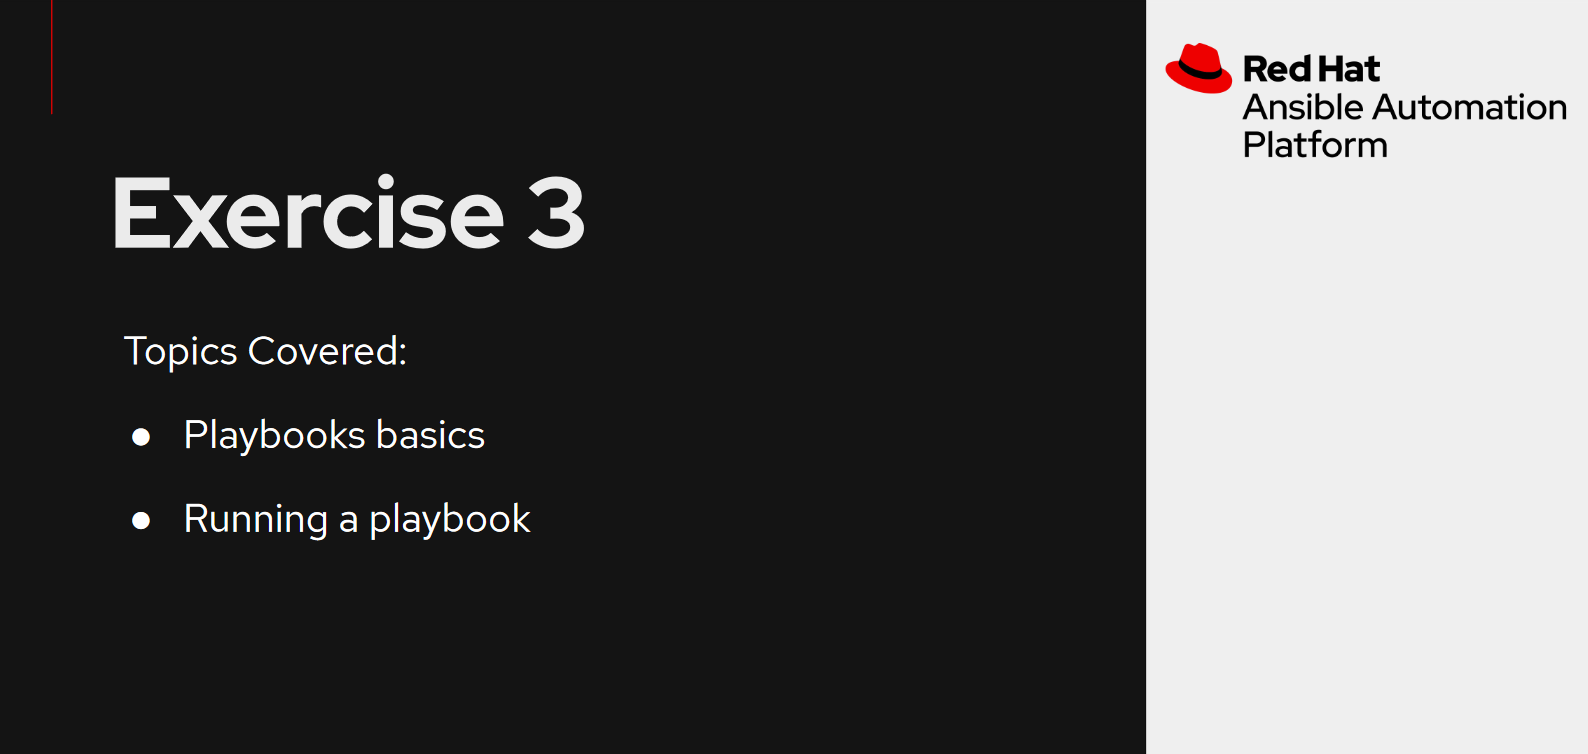 Exercise 3
Topics Covered:
● Playbooks basics
● Running a playbook
Red Hat
Ansible Automation
Platform